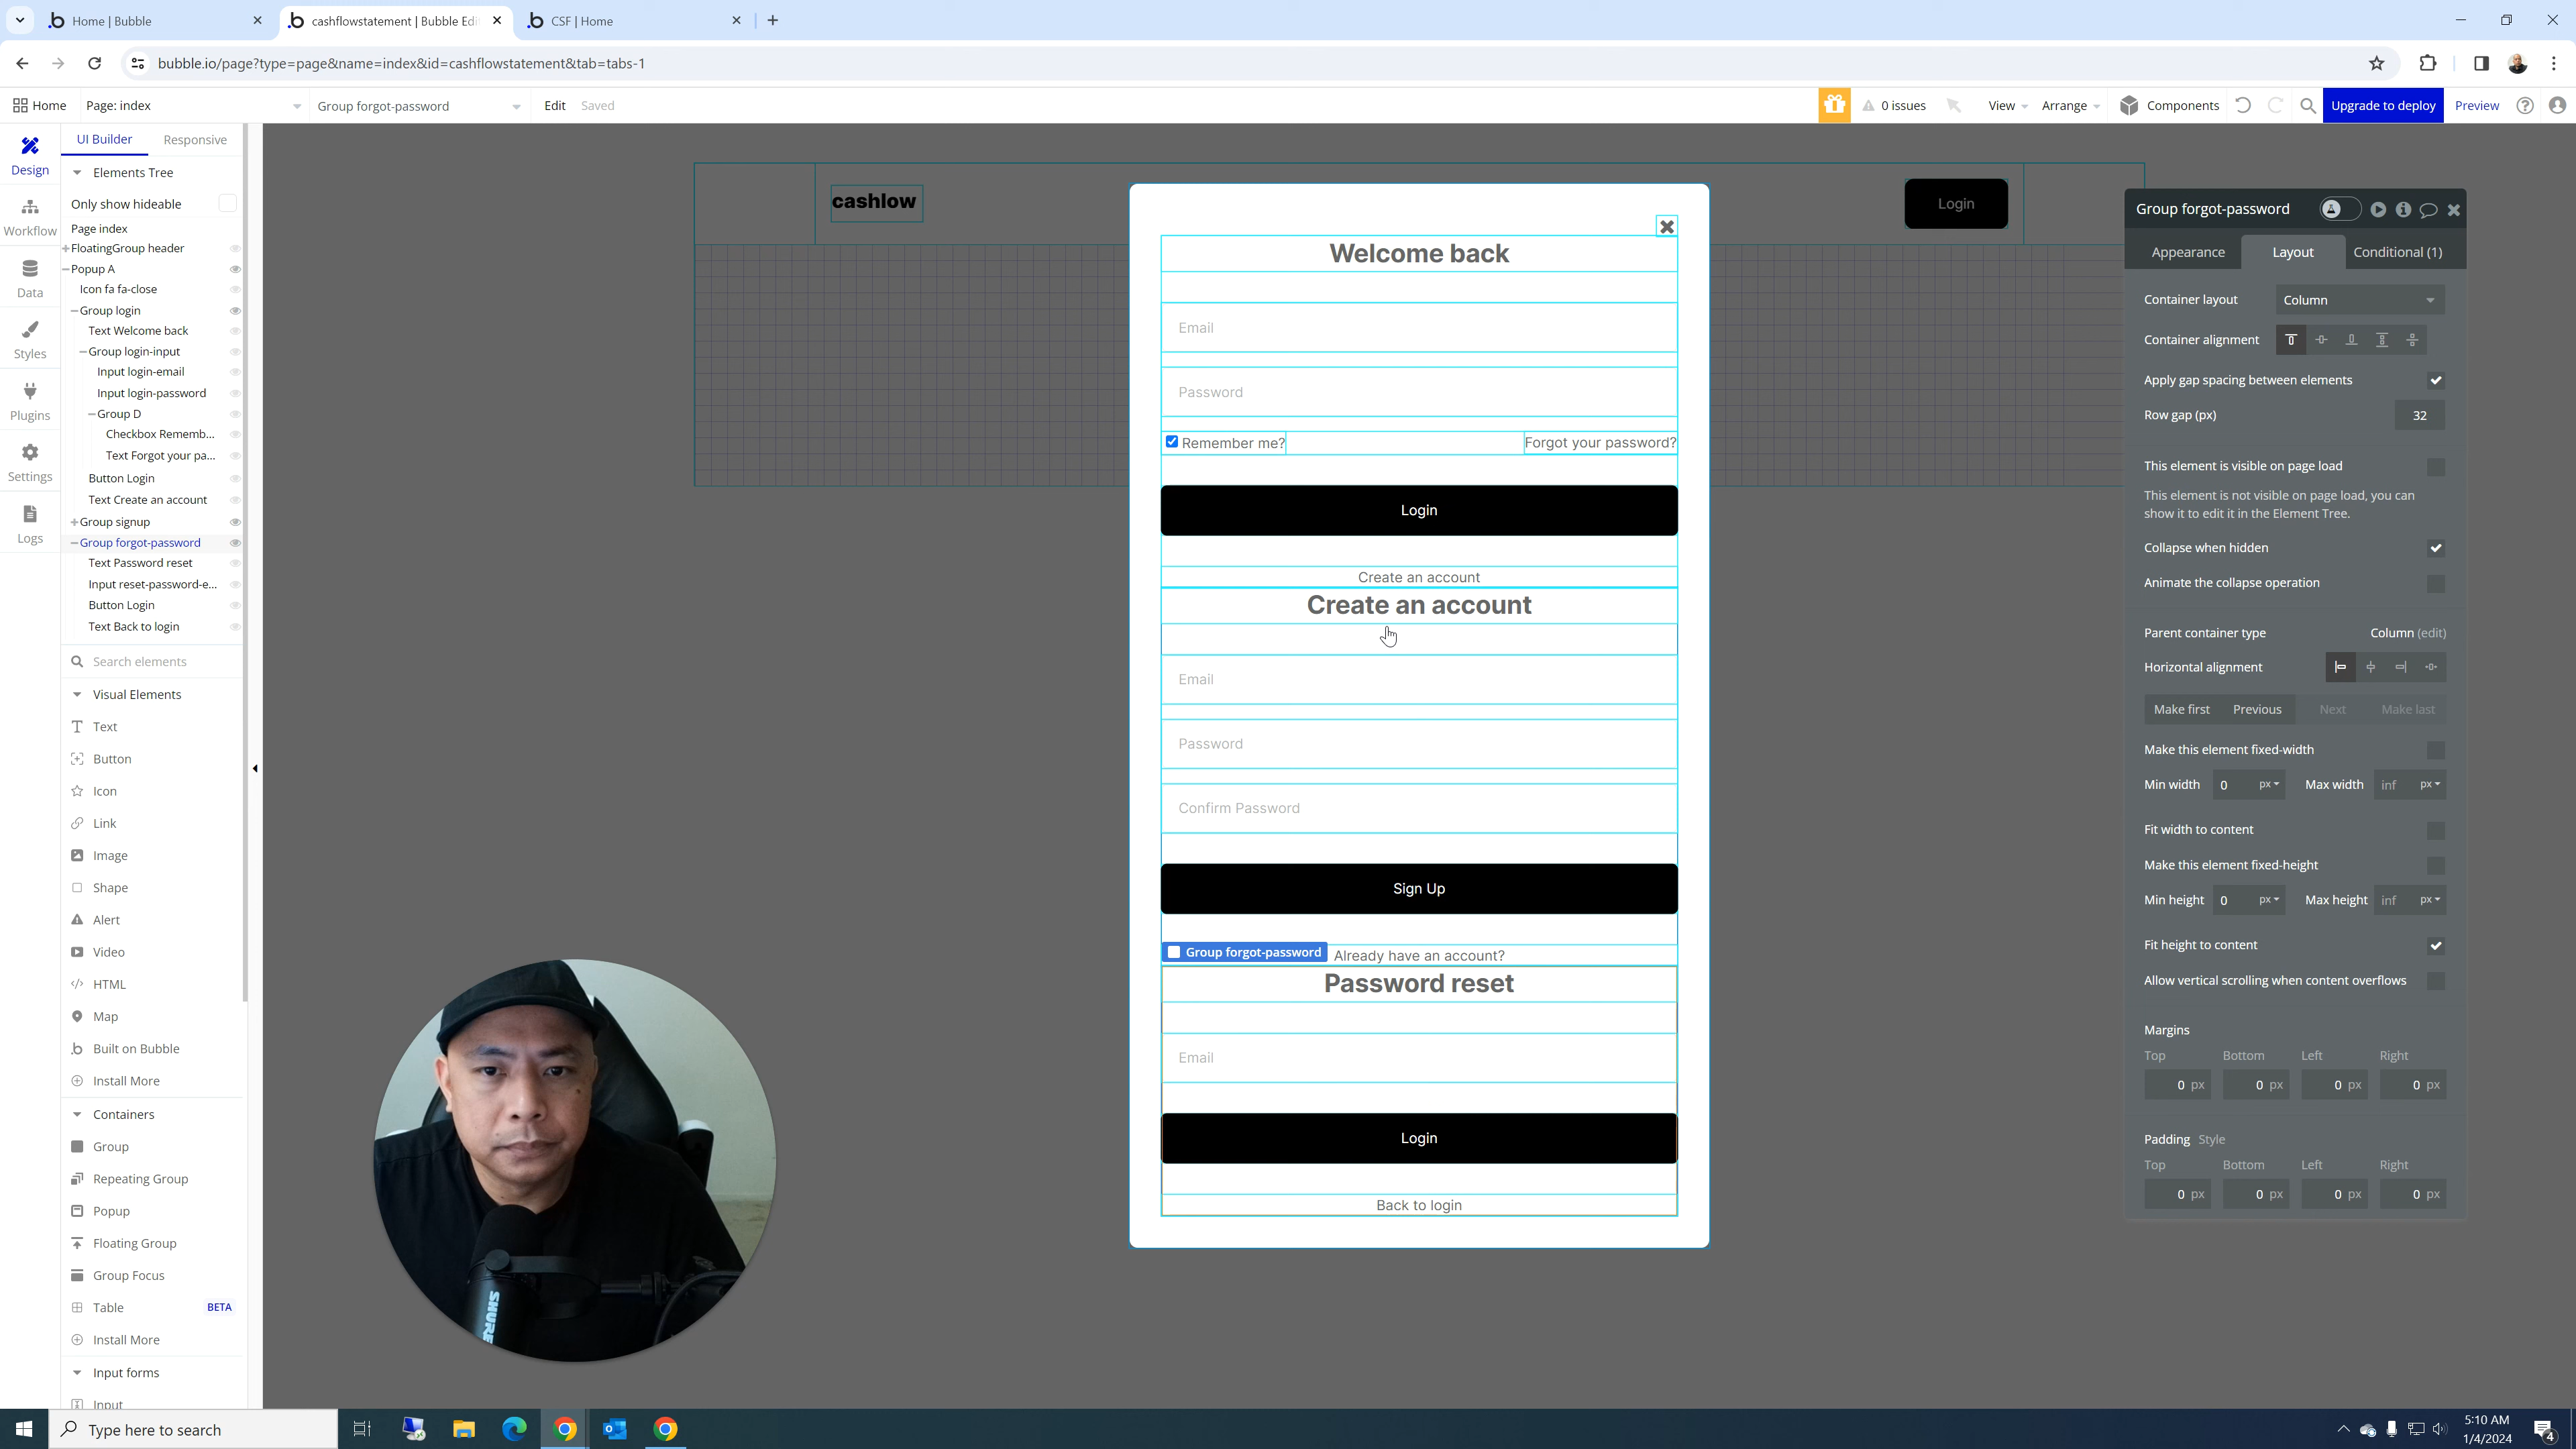 Home | Bubble
cashflowstatement | Bubble Edi
CSF | Home
bubble.io/page?type=page&name=index&id=cashflowstatement&tab=tabs-1
Home
Page: index
Group forgot-password
Edit
Saved
0 issues
View
Arrange
Components
Upgrade to deploy
Preview
Design
Workflow
Data
Styles
Plugins
Settings
Logs
UI Builder
Responsive
Elements Tree
Only show hideable
Page index
FloatingGroup header
Popup A
Icon fa fa-close
Group login
Text Welcome back
Group login-input
Input login-email
Input login-password
Group D
Checkbox Rememb...
Text Forgot your pa...
Button Login
Text Create an account
Group signup
Group forgot-password
Text Password reset
Input reset-password-e...
Button Login
Text Back to login
Search elements
Visual Elements
Text
Button
Icon
Link
Image
Shape
Alert
Video
HTML
Map
Built on Bubble
Install More
Containers
Group
Repeating Group
Popup
Floating Group
Group Focus
Table BETA
Install More
Input forms
Input
cashlow
Login
Welcome back
Email
Password
Remember me?
Forgot your password?
Login
Create an account
Create an account
Email
Password
Confirm Password
Sign Up
Group forgot-password
Already have an account?
Password reset
Email
Login
Back to login
SHURE
Group forgot-password
Appearance
Layout
Conditional (1)
Container layout
Column
Container alignment
Apply gap spacing between elements
Row gap (px)
32
This element is visible on page load
This element is not visible on page load, you can
show it to edit it in the Element Tree.
Collapse when hidden
Animate the collapse operation
Parent container type
Column (edit)
Horizontal alignment
Make first
Previous
Next
Make last
Make this element fixed-width
Min width 0 px
Max width inf px
Fit width to content
Make this element fixed-height
Min height 0 px
Max height inf px
Fit height to content
Allow vertical scrolling when content overflows
Margins
Top Bottom Left Right
0 px 0 px 0 px 0 px
Padding Style
Top Bottom Left Right
0 px 0 px 0 px 0 px
Type here to search
5:10 AM
1/4/2024
4